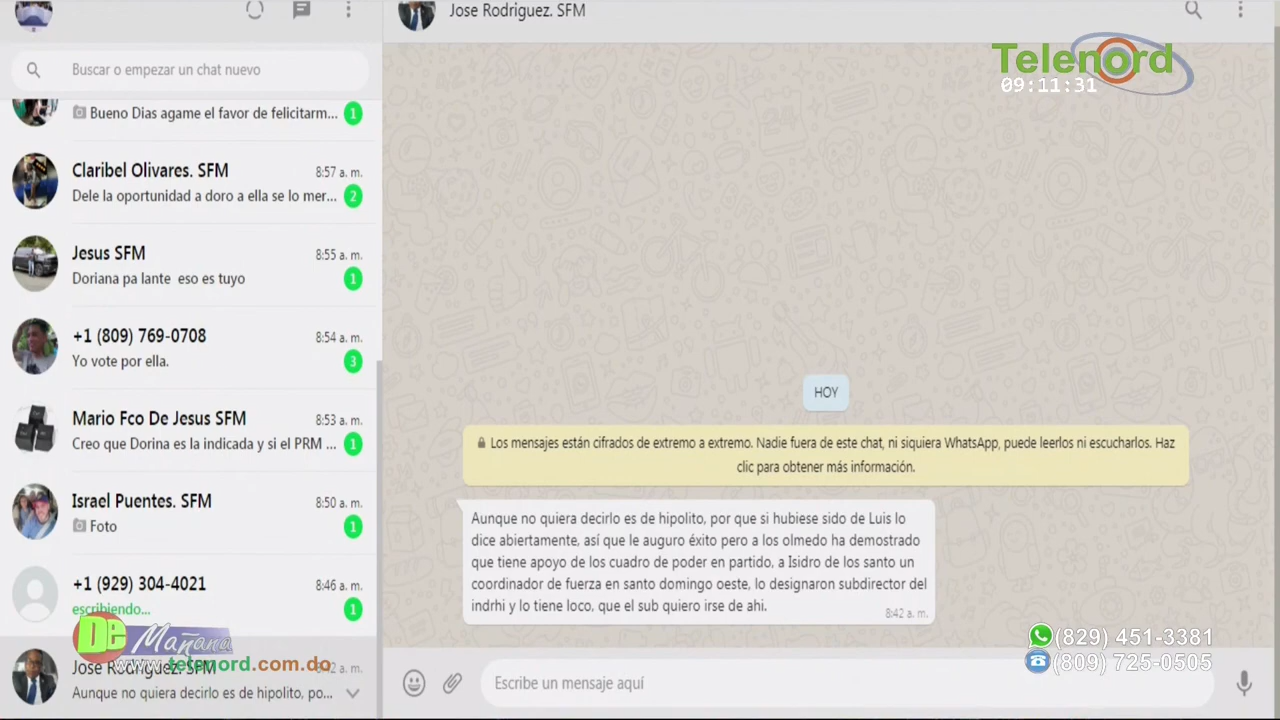 Jose Rodriguez. SFM
Telenord
09:11:31
Buscar o empezar un chat nuevo
Bueno Dias agame el favor de felicitarm... 1
Claribel Olivares. SFM 8:57 a. m.
Dele la oportunidad a doro a ella se lo mer... 2
Jesus SFM 8:55 a. m.
Doriana pa lante eso es tuyo 1
+1 (809) 769-0708 8:54 a. m.
Yo vote por ella. 3
Mario Fco De Jesus SFM 8:53 a. m.
Creo que Dorina es la indicada y si el PRM ... 1
Israel Puentes. SFM 8:50 a. m.
Foto 1
+1 (929) 304-4021 8:46 a. m.
escribiendo... 1
De Mañana
www.telenord.com.do
Jose Rodriguez. SFM 8:42 a. m.
Aunque no quiera decirlo es de hipolito, po...
HOY
Los mensajes están cifrados de extremo a extremo. Nadie fuera de este chat, ni siquiera WhatsApp, puede leerlos ni escucharlos. Haz
clic para obtener más información.
Aunque no quiera decirlo es de hipolito, por que si hubiese sido de Luis lo
dice abiertamente, así que le auguro éxito pero a los olmedo ha demostrado
que tiene apoyo de los cuadro de poder en partido, a Isidro de los santo un
coordinador de fuerza en santo domingo oeste, lo designaron subdirector del
indrhi y lo tiene loco, que el sub quiero irse de ahi.
8:42 a. m.
(829) 451-3381
(809) 725-0505
Escribe un mensaje aquí